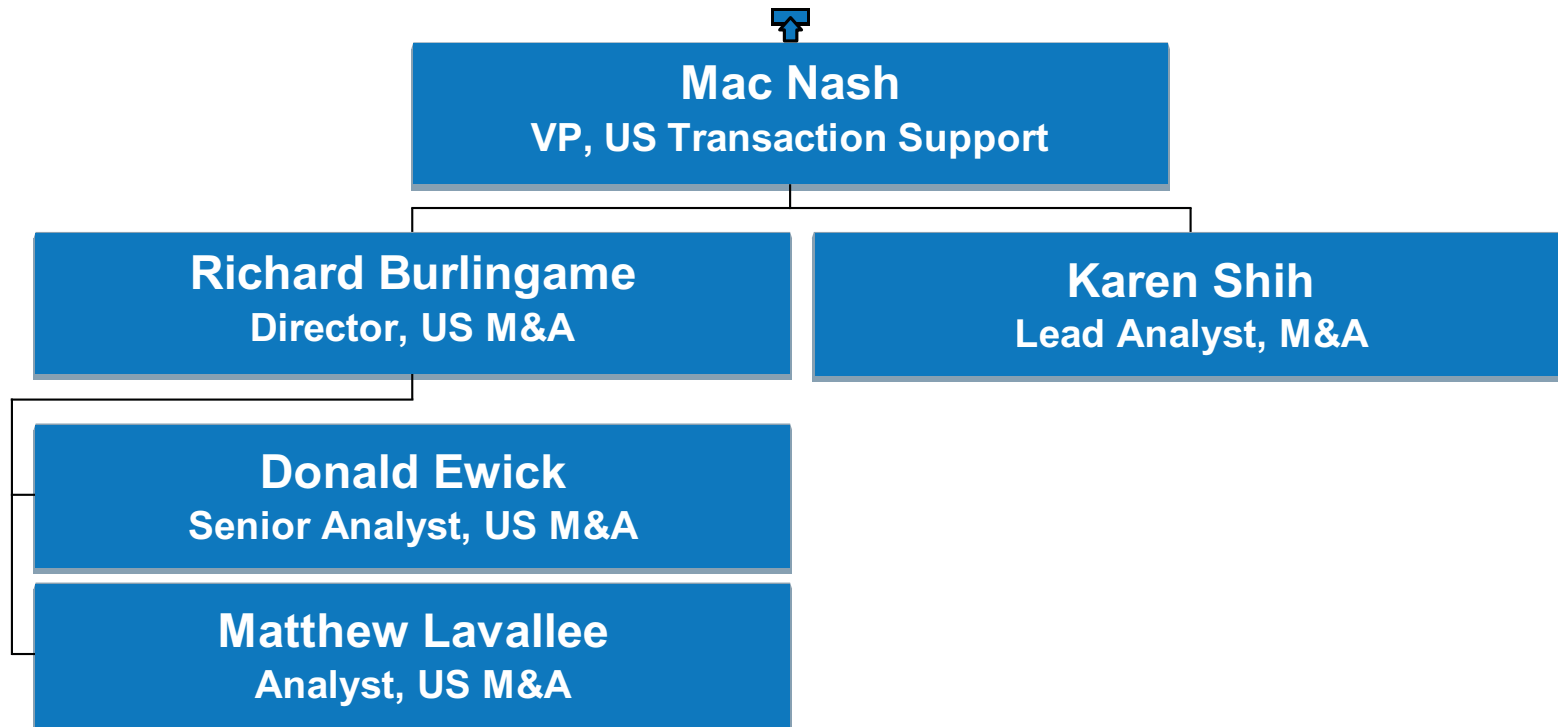 Mac Nash
VP, US Transaction Support
Richard Burlingame
Director, US M&A
Karen Shih
Lead Analyst, M&A
Donald Ewick
Senior Analyst, US M&A
Matthew Lavallee
Analyst, US M&A